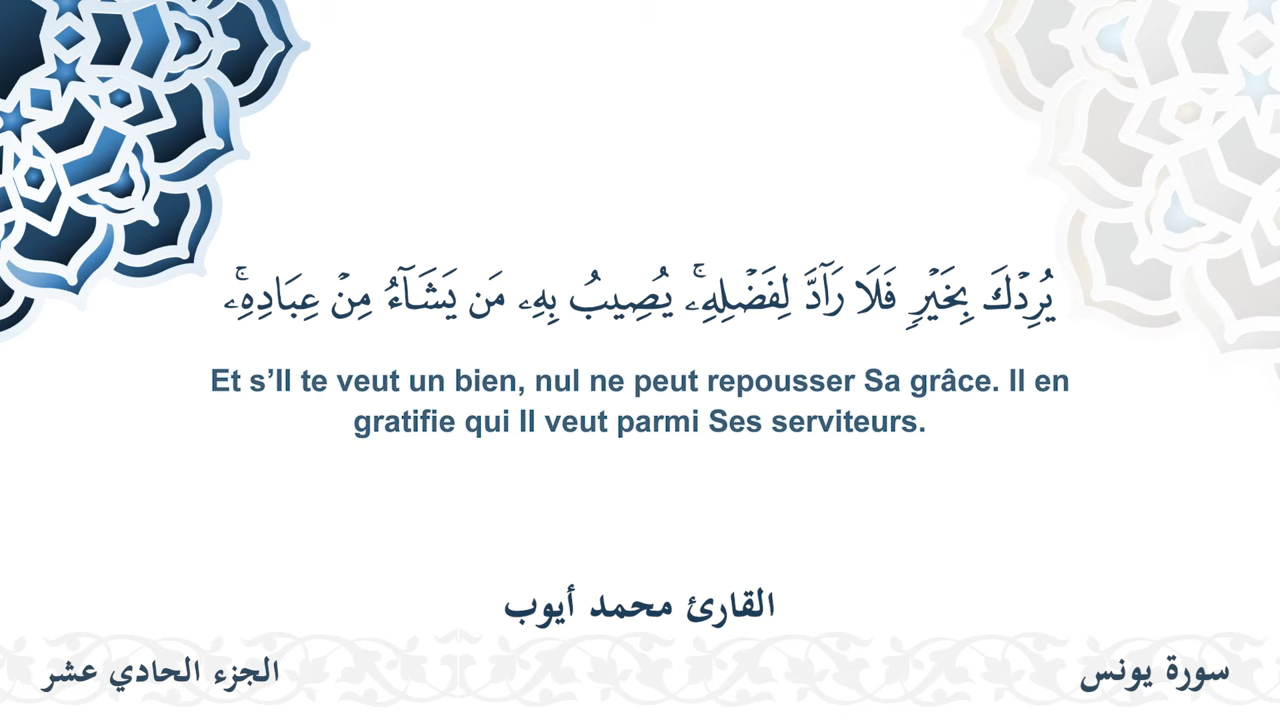 يُرِدۡكَ بِخَيۡرٖ فَلَا رَآدَّ لِفَضۡلِهِۦۚ يُصِيبُ بِهِۦ مَن يَشَآءُ مِنۡ عِبَادِهِۦۚ
Et s’Il te veut un bien, nul ne peut repousser Sa grâce. Il en
gratifie qui Il veut parmi Ses serviteurs.
القارئ محمد أيوب
سورة يونس
الجزء الحادي عشر